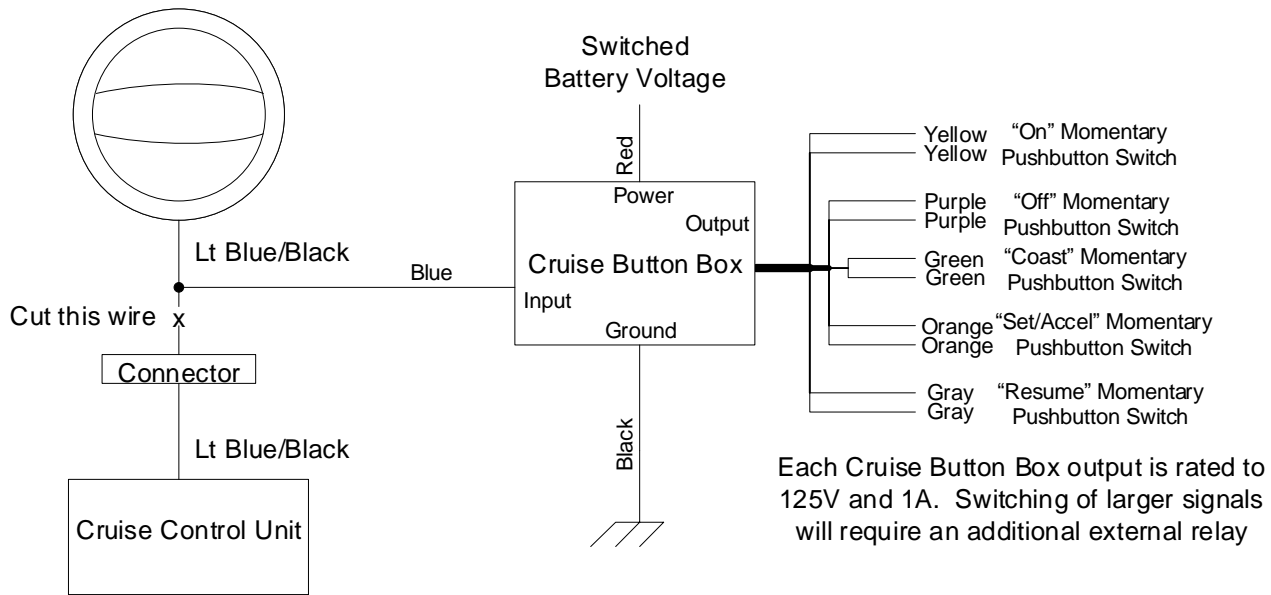 Switched
Battery Voltage
Red
Power
Output
Cruise Button Box
Input
Ground
Black
Blue
Lt Blue/Black
Cut this wire x
Connector
Lt Blue/Black
Cruise Control Unit
Yellow “On” Momentary
Yellow Pushbutton Switch
Purple “Off” Momentary
Purple Pushbutton Switch
Green “Coast” Momentary
Green Pushbutton Switch
Orange “Set/Accel” Momentary
Orange Pushbutton Switch
Gray “Resume” Momentary
Gray Pushbutton Switch
Each Cruise Button Box output is rated to
125V and 1A. Switching of larger signals
will require an additional external relay